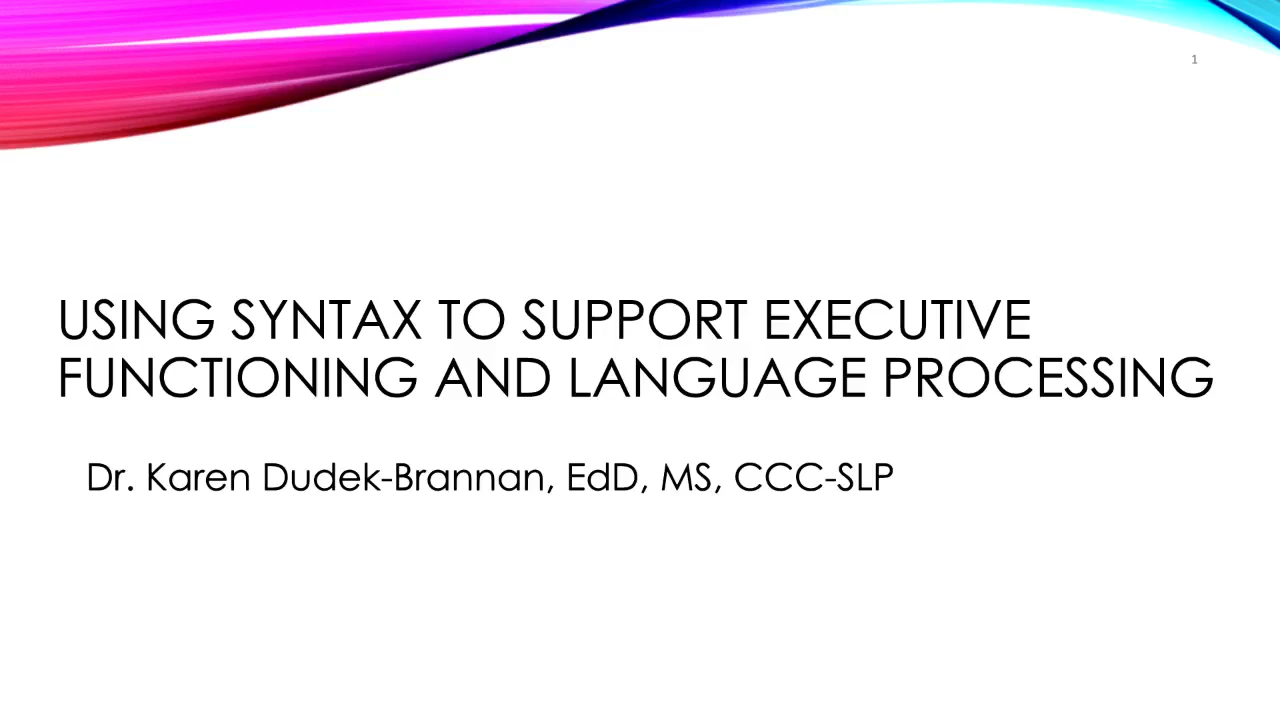 1
USING SYNTAX TO SUPPORT EXECUTIVE
FUNCTIONING AND LANGUAGE PROCESSING
Dr. Karen Dudek-Brannan, EdD, MS, CCC-SLP